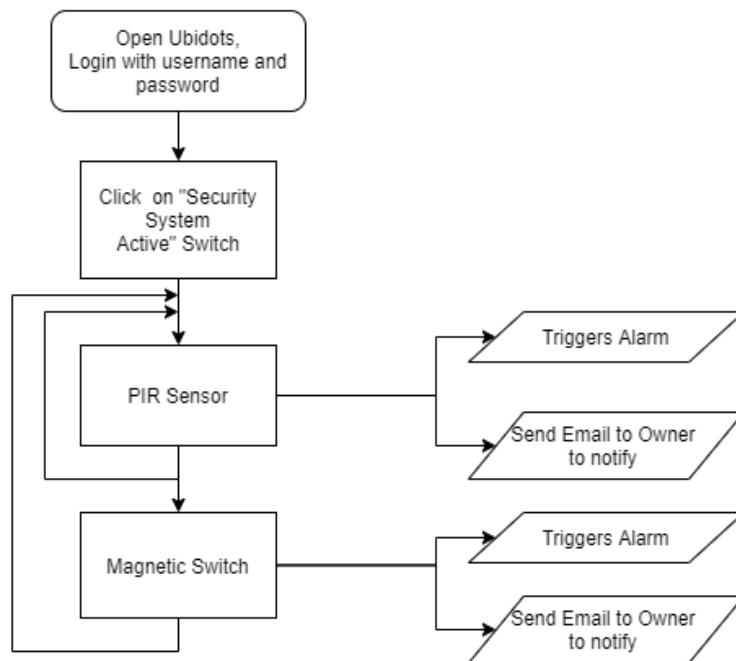 Open Ubidots,
Login with username and
password
Click on "Security
System
Active" Switch
PIR Sensor
Triggers Alarm
Send Email to Owner
to notify
Magnetic Switch
Triggers Alarm
Send Email to Owner
to notify